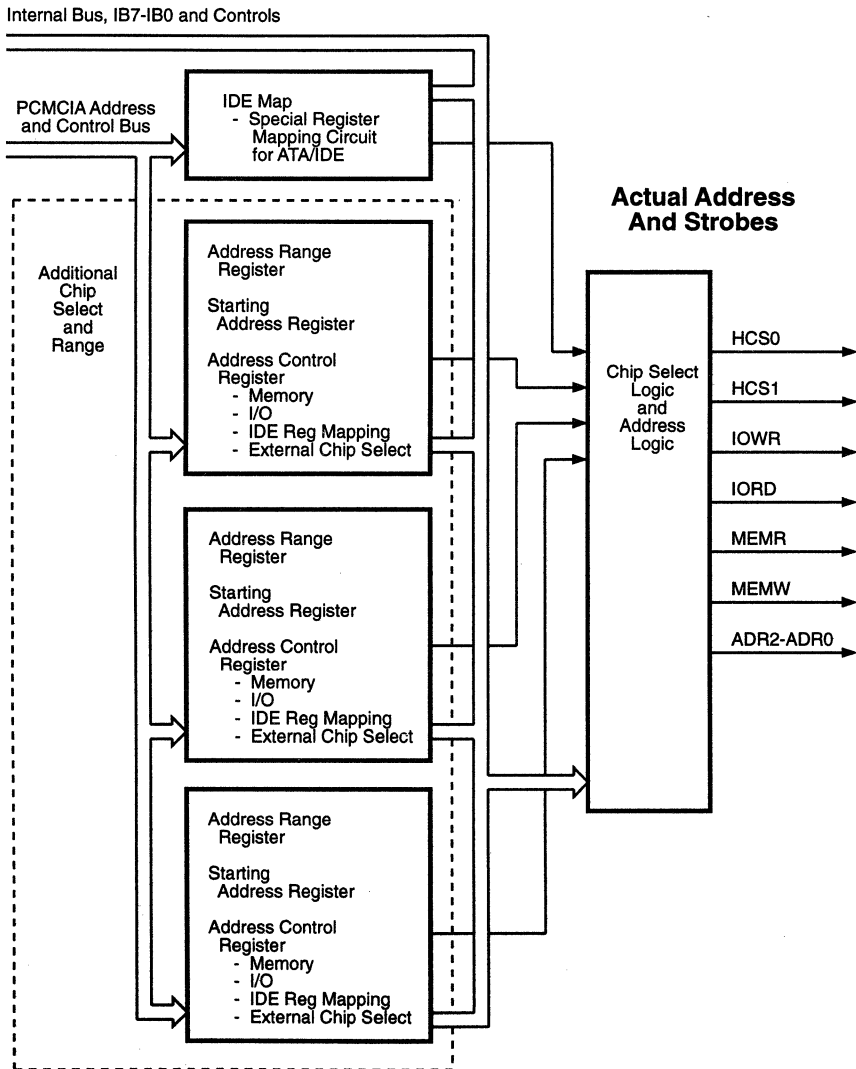 Internal Bus, IB7-IB0 and Controls
PCMCIA Address
and Control Bus
IDE Map
- Special Register
Mapping Circuit
for ATA/IDE
Actual Address
And Strobes
Additional
Chip
Select
and
Range
Address Range
Register
Starting
Address Register
Address Control
Register
- Memory
- I/O
- IDE Reg Mapping
- External Chip Select
Address Range
Register
Starting
Address Register
Address Control
Register
- Memory
- I/O
- IDE Reg Mapping
- External Chip Select
Address Range
Register
Starting
Address Register
Address Control
Register
- Memory
- I/O
- IDE Reg Mapping
- External Chip Select
Chip Select
Logic
and
Address
Logic
HCS0
HCS1
IOWR
IORD
MEMR
MEMW
ADR2-ADR0